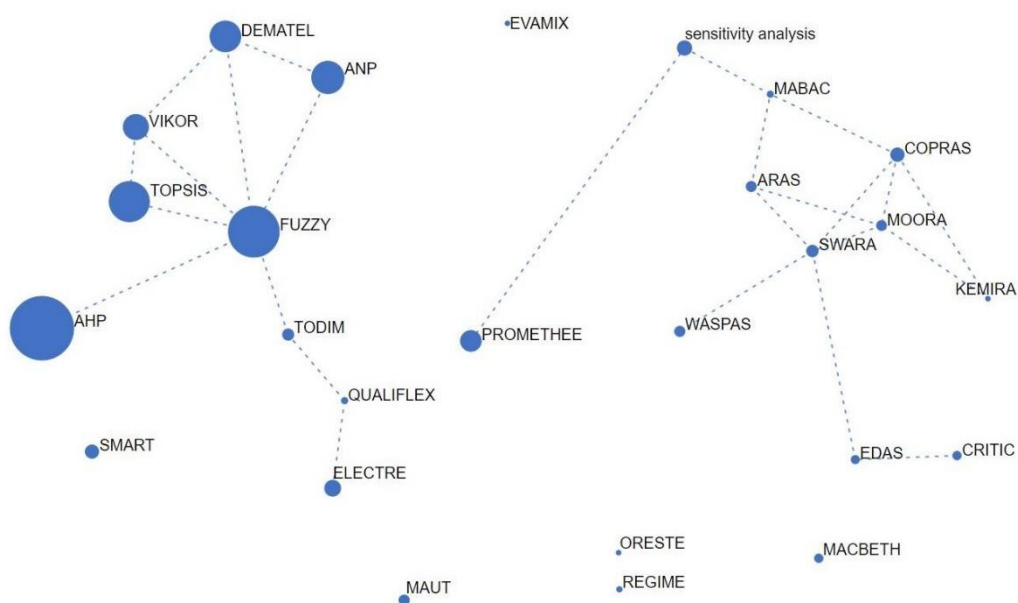 DEMATEL
EVAMIX
sensitivity analysis
ANP
MABAC
VIKOR
COPRAS
TOPSIS
ARAS
FUZZY
MOORA
SWARA
KEMIRA
AHP
TODIM
PROMETHEE
WASPAS
QUALIFLEX
SMART
ELECTRE
EDAS
CRITIC
ORESTE
MACBETH
MAUT
REGIME